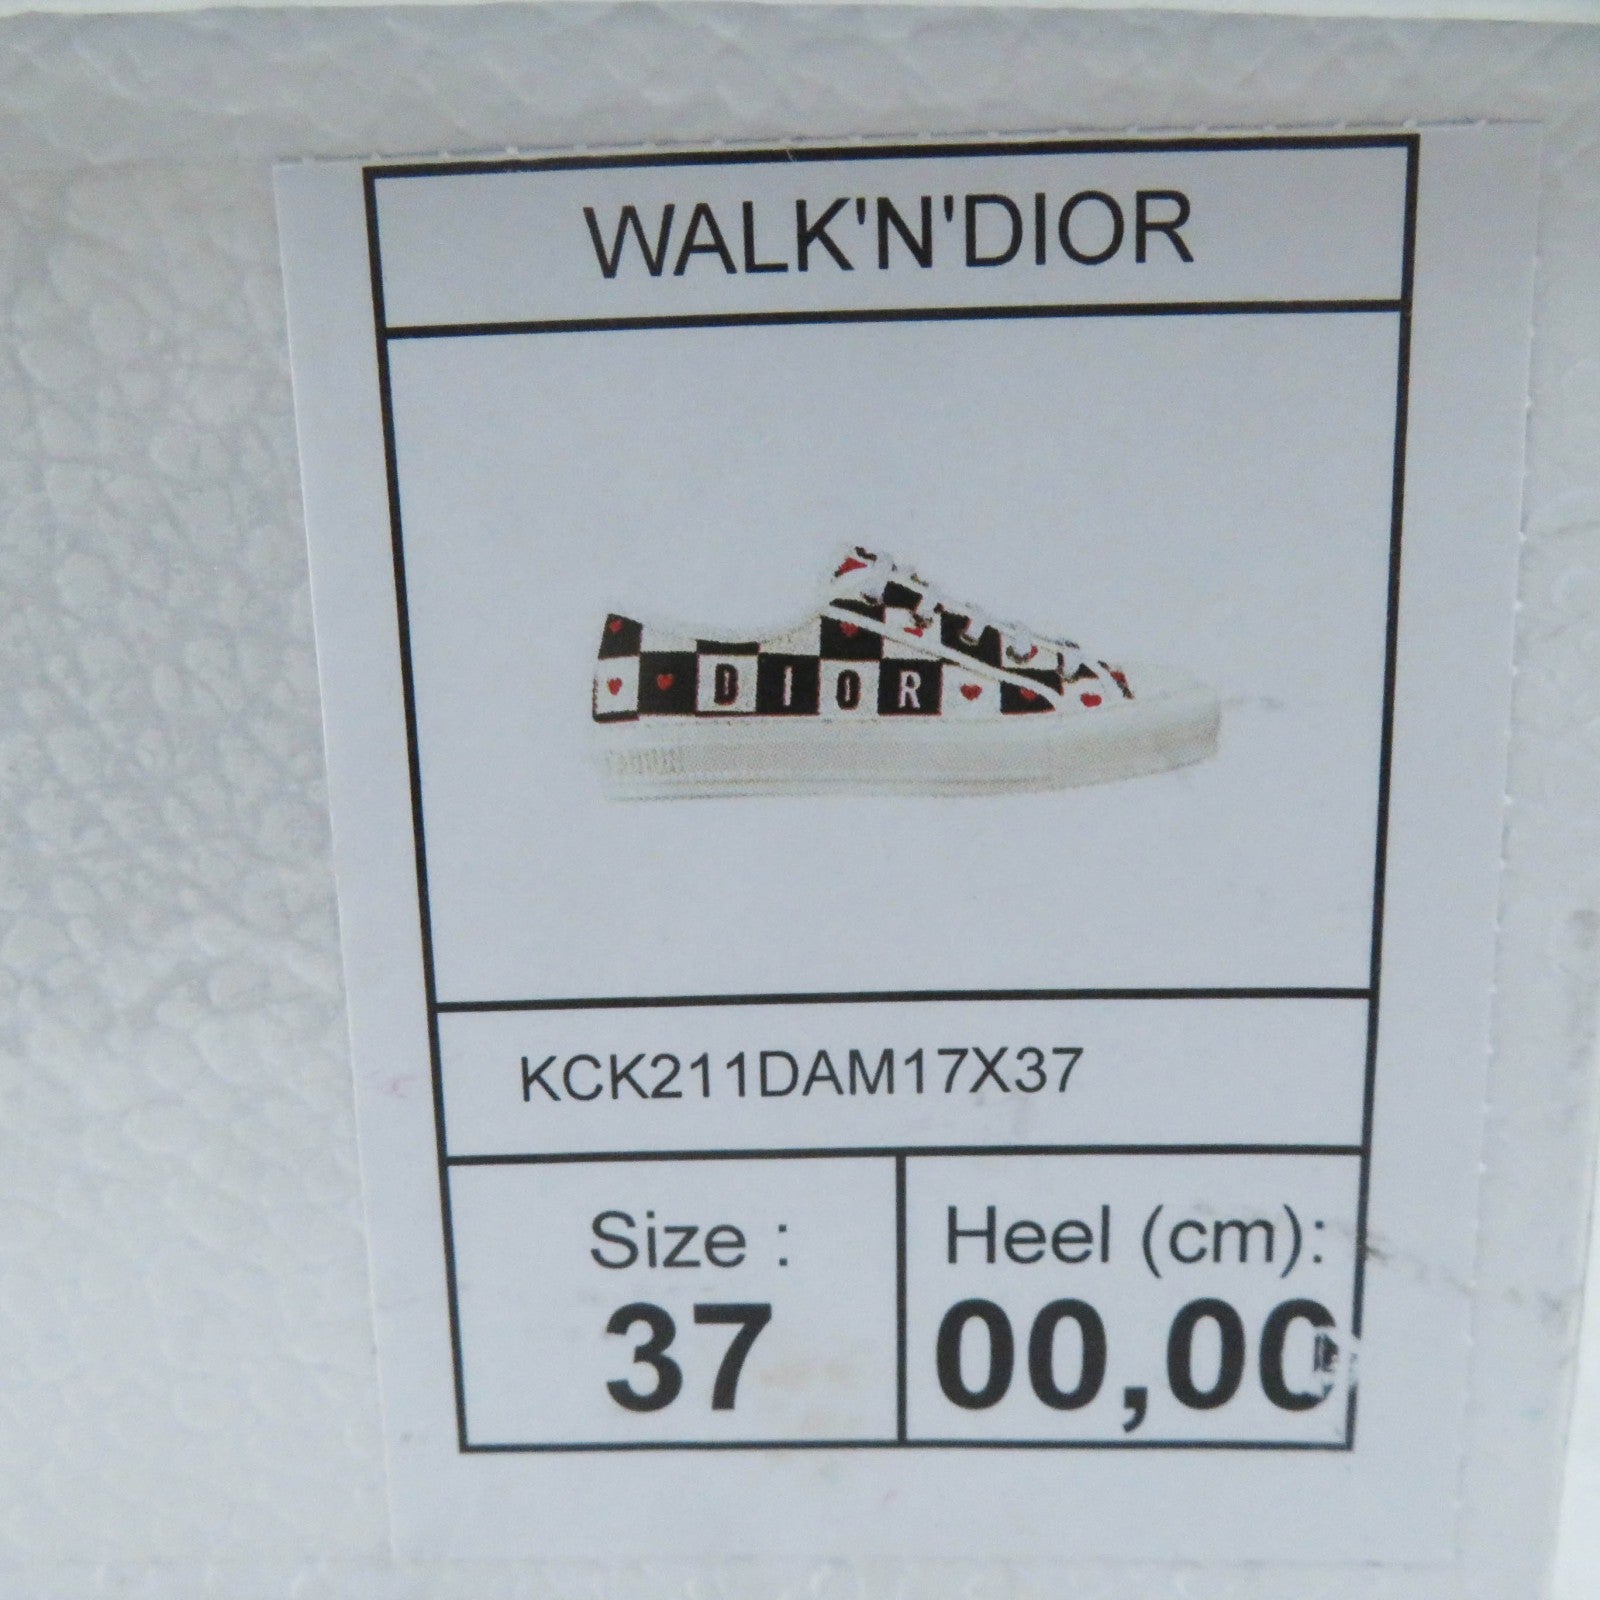 WALK'N'DIOR
DIOR
KCK211DAM17X37
Size :
37
Heel (cm):
00,00